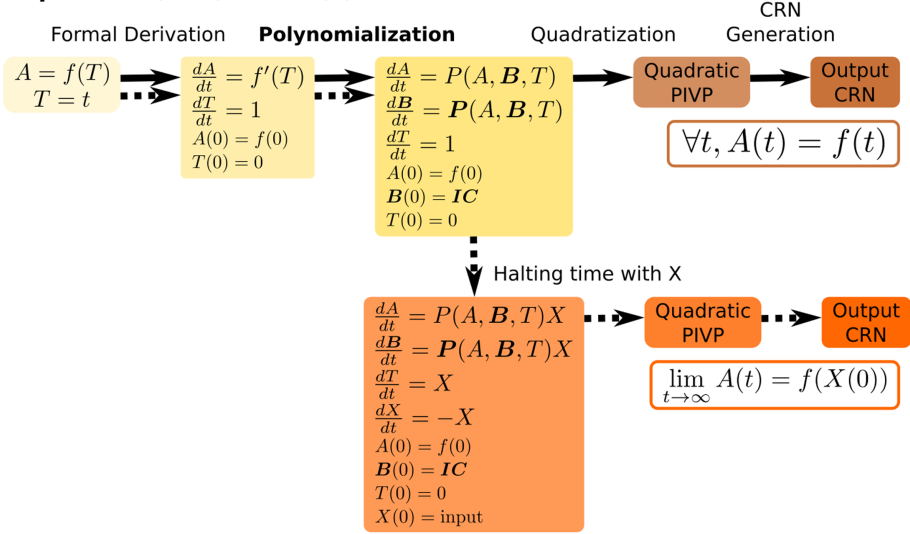 Formal Derivation
Polynomialization
Quadratization
CRN
Generation
A = f(T)
T = t
dA/dt = f′(T)
dT/dt = 1
A(0) = f(0)
T(0) = 0
dA/dt = P(A, B, T)
dB/dt = P(A, B, T)
dT/dt = 1
A(0) = f(0)
B(0) = IC
T(0) = 0
Quadratic
PIVP
Output
CRN
∀t, A(t) = f(t)
Halting time with X
dA/dt = P(A, B, T)X
dB/dt = P(A, B, T)X
dT/dt = X
dX/dt = −X
A(0) = f(0)
B(0) = IC
T(0) = 0
X(0) = input
Quadratic
PIVP
Output
CRN
lim t→∞ A(t) = f(X(0))